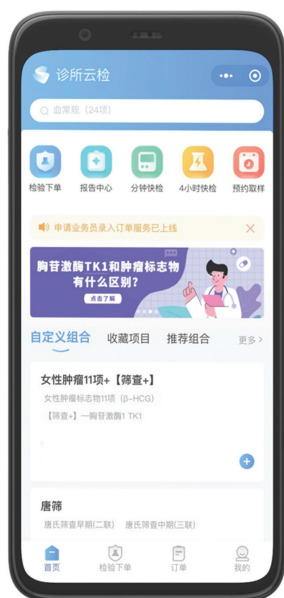 诊所云检
血常规（24项）
检验下单
报告中心
分钟快检
4小时快检
预约取样
申请业务员录入订单服务已上线
胸苷激酶TK1和肿瘤标志物
有什么区别?
点击了解
自定义组合
收藏项目
推荐组合
更多>
女性肿瘤11项+【筛查+】
女性肿瘤标志物11项（β-HCG）
【筛查+】—胸苷激酶1 TK1
唐筛
唐氏筛查早期(二联)
唐氏筛查中期(三联)
首页
检验下单
订单
我的